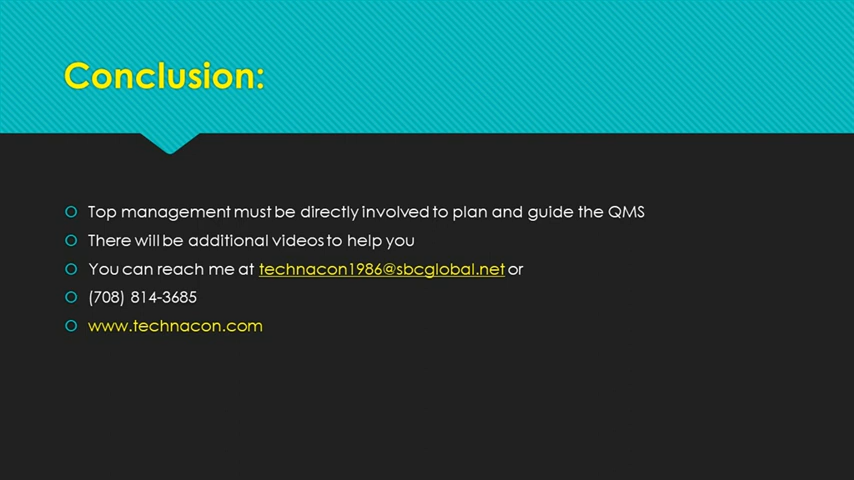 Conclusion:
Top management must be directly involved to plan and guide the QMS
There will be additional videos to help you
You can reach me at technacon1986@sbcglobal.net or
(708) 814-3685
www.technacon.com